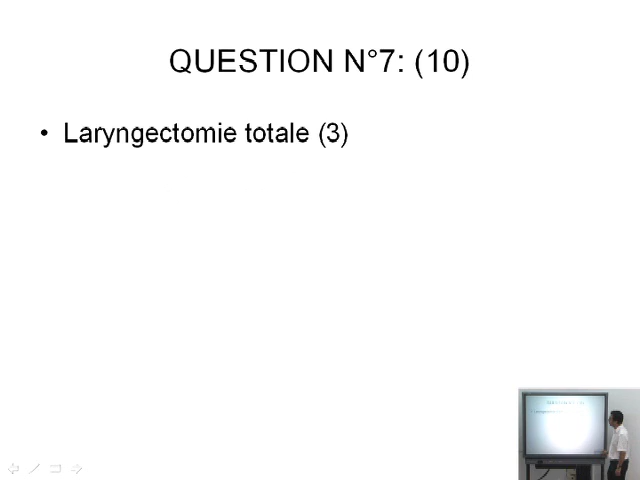 QUESTION N°7: (10)
• Laryngectomie totale (3)